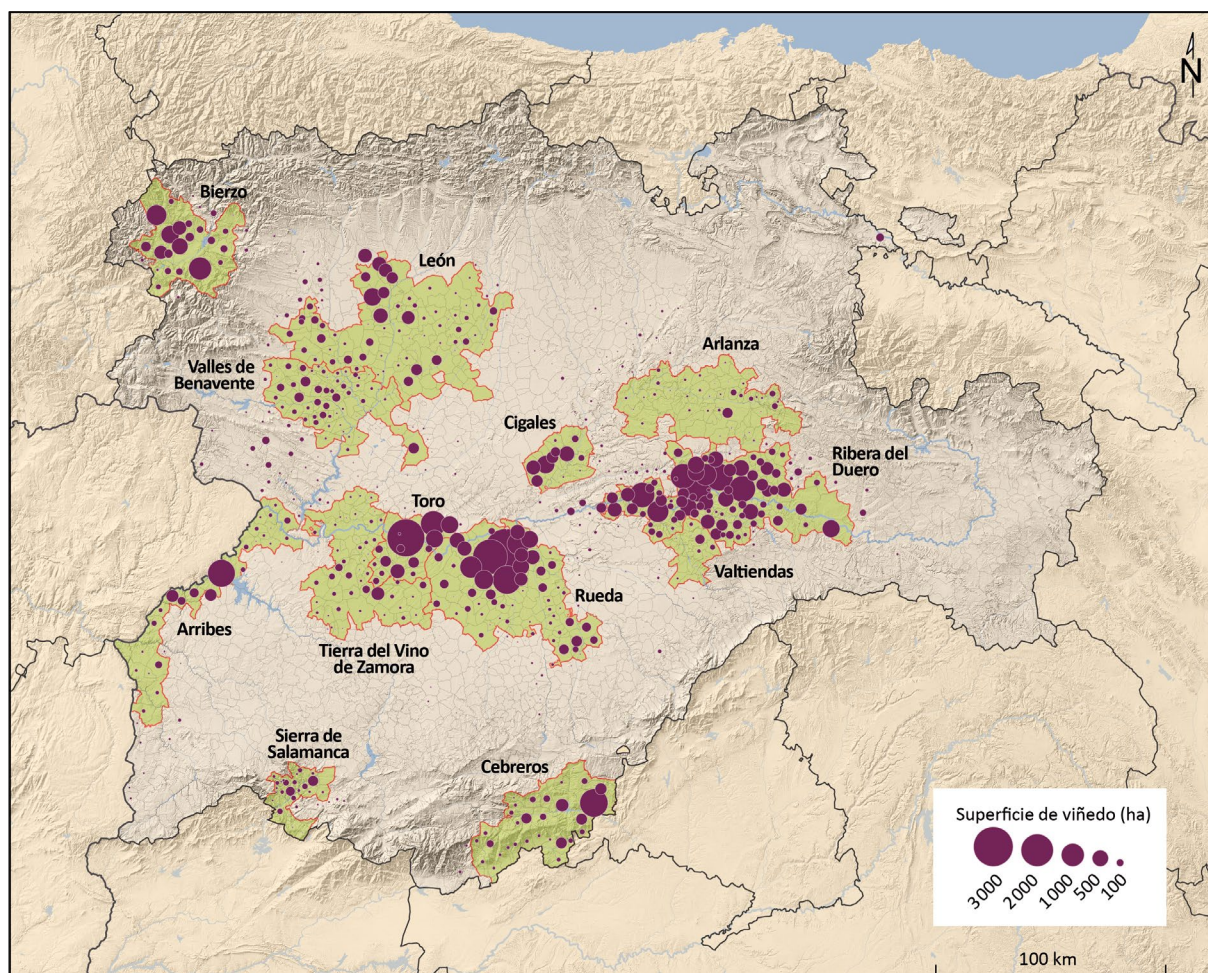 N
Bierzo
León
Valles de
Benavente
Arlanza
Cigales
Ribera del
Duero
Toro
Valtiendas
Rueda
Arribes
Tierra del Vino
de Zamora
Sierra de
Salamanca
Cebreros
Superficie de viñedo (ha)
3000
2000
1000
500
100
100 km